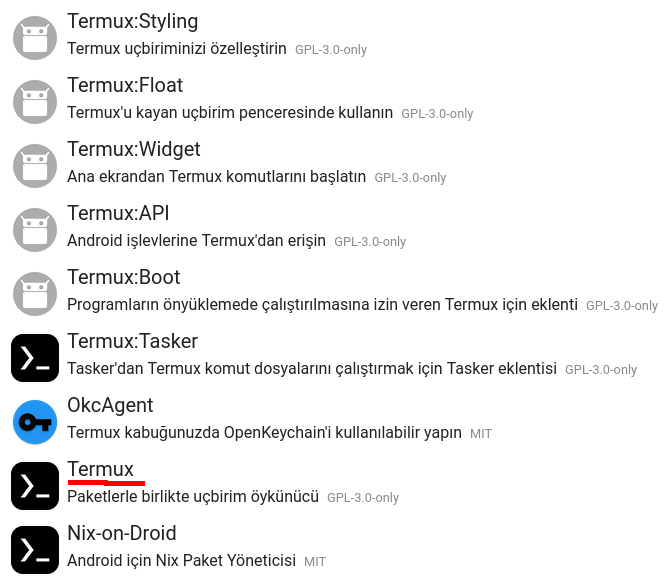 Termux:Styling
Termux uçbiriminizi özelleştirin GPL-3.0-only
Termux:Float
Termux'u kayan uçbirim penceresinde kullanın GPL-3.0-only
Termux:Widget
Ana ekrandan Termux komutlarını başlatın GPL-3.0-only
Termux:API
Android işlevlerine Termux'dan erişin GPL-3.0-only
Termux:Boot
Programların önyüklemede çalıştırılmasına izin veren Termux için eklenti GPL-3.0-only
Termux:Tasker
Tasker'dan Termux komut dosyalarını çalıştırmak için Tasker eklentisi GPL-3.0-only
OkcAgent
Termux kabuğunuzda OpenKeychain'i kullanılabilir yapın MIT
Termux
Paketlerle birlikte uçbirim öykünücü GPL-3.0-only
Nix-on-Droid
Android için Nix Paket Yöneticisi MIT